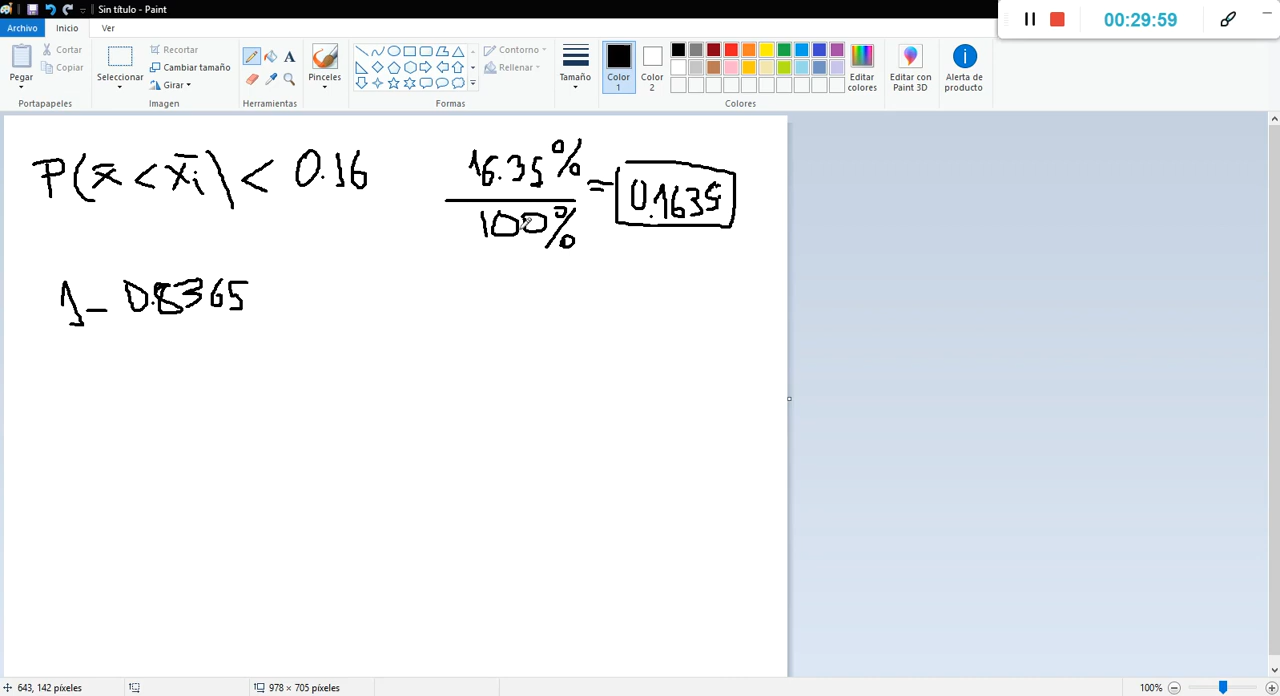 Sin título - Paint
00:29:59
Archivo Inicio Ver
Pegar Cortar Copiar Seleccionar Recortar Cambiar tamaño Girar Pinceles Contorno Rellenar Tamaño Color 1 Color 2 Editar colores Editar con Paint 3D Alerta de producto
Portapapeles Imagen Herramientas Formas Colores
P(x̄ < x̄i) < 0.16
16.35%
100%
= 0.1635
1 - 0.8365
643, 142 píxeles 978 × 705 píxeles 100%